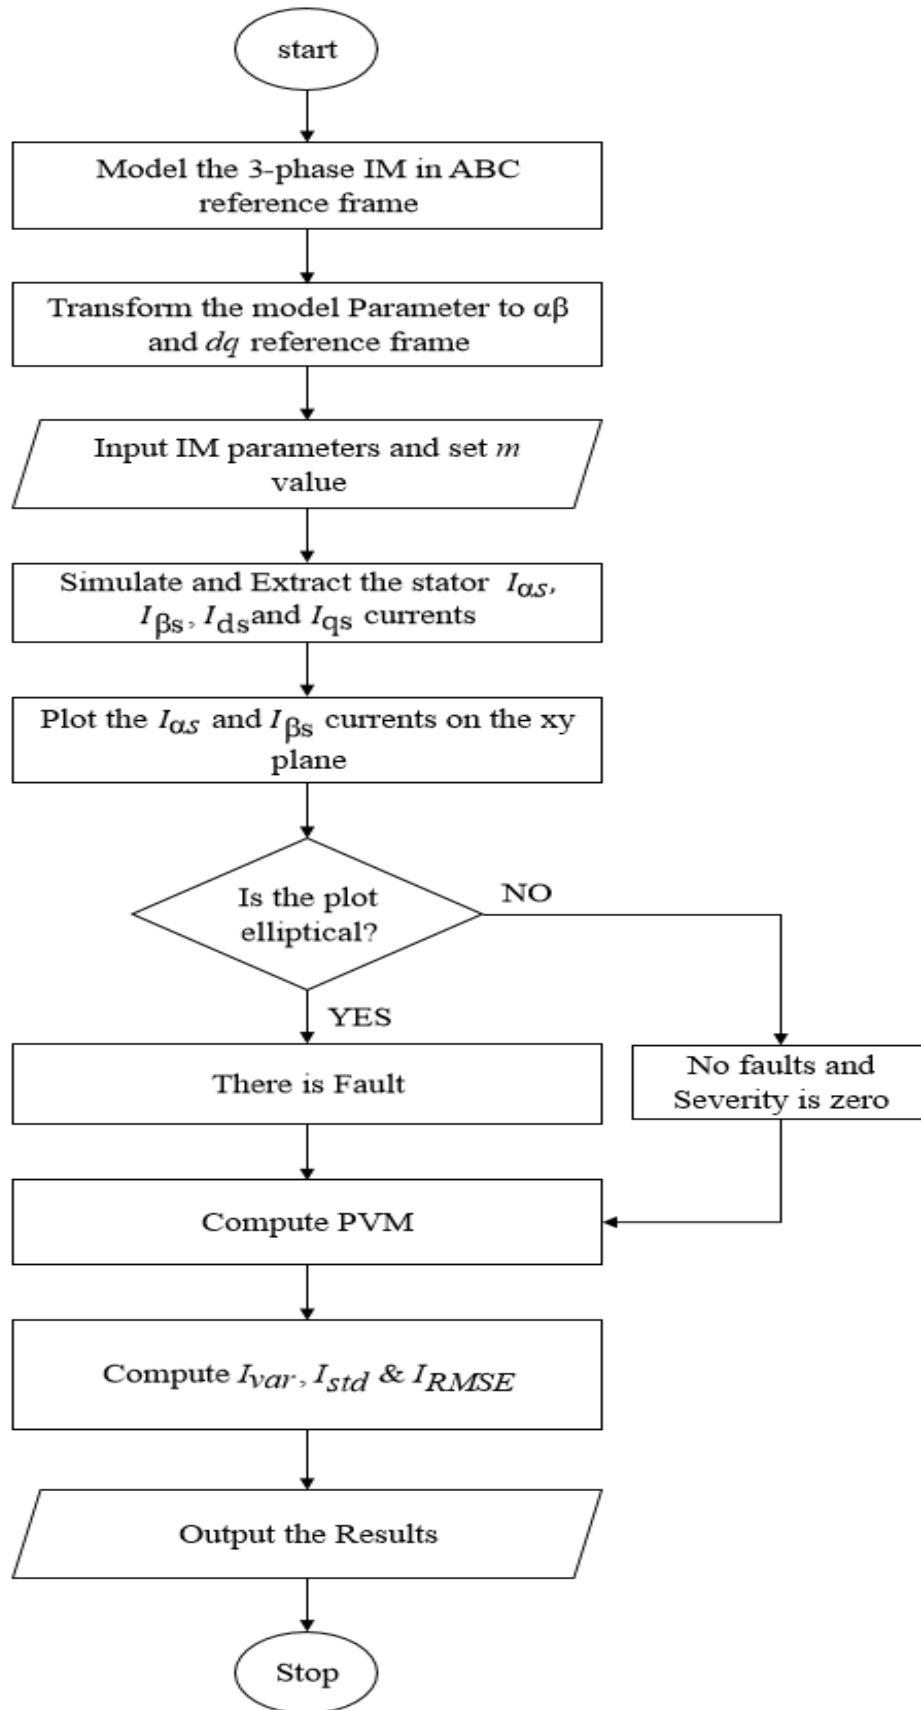 start
Model the 3-phase IM in ABC
reference frame
Transform the model Parameter to αβ
and dq reference frame
Input IM parameters and set m
value
Simulate and Extract the stator Iαs,
Iβs, Idsand Iqs currents
Plot the Iαs and Iβs currents on the xy
plane
Is the plot
elliptical?
NO
YES
There is Fault
No faults and
Severity is zero
Compute PVM
Compute Ivar, Istd & IRMSE
Output the Results
Stop